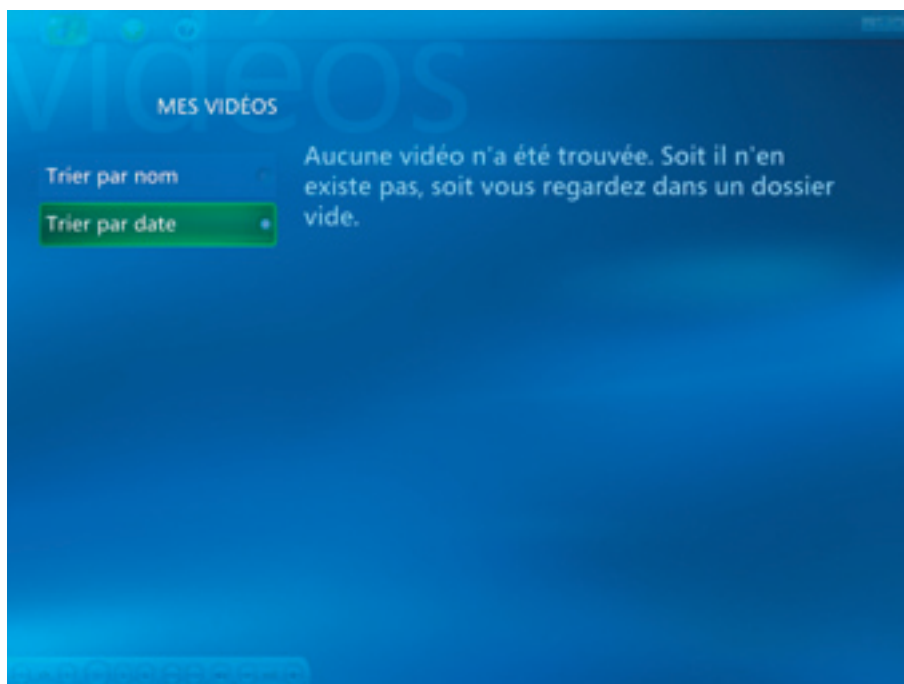 vidéos
MES VIDÉOS
Trier par nom
Trier par date
Aucune vidéo n'a été trouvée. Soit il n'en
existe pas, soit vous regardez dans un dossier
vide.